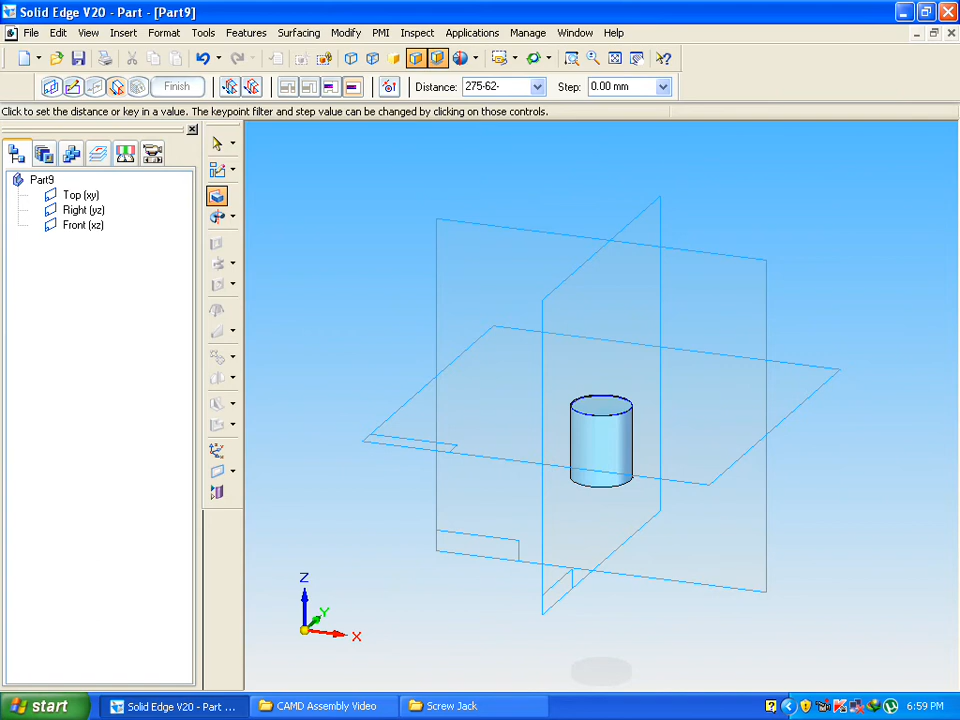 Solid Edge V20 - Part - [Part9]
File Edit View Insert Format Tools Features Surfacing Modify PMI Inspect Applications Manage Window Help
Finish Distance: 275-62- Step: 0.00 mm
Click to set the distance or key in a value. The keypoint filter and step value can be changed by clicking on those controls.
Part9
Top (xy)
Right (yz)
Front (xz)
Z
Y
X
start Solid Edge V20 - Part ... CAMD Assembly Video Screw Jack 6:59 PM